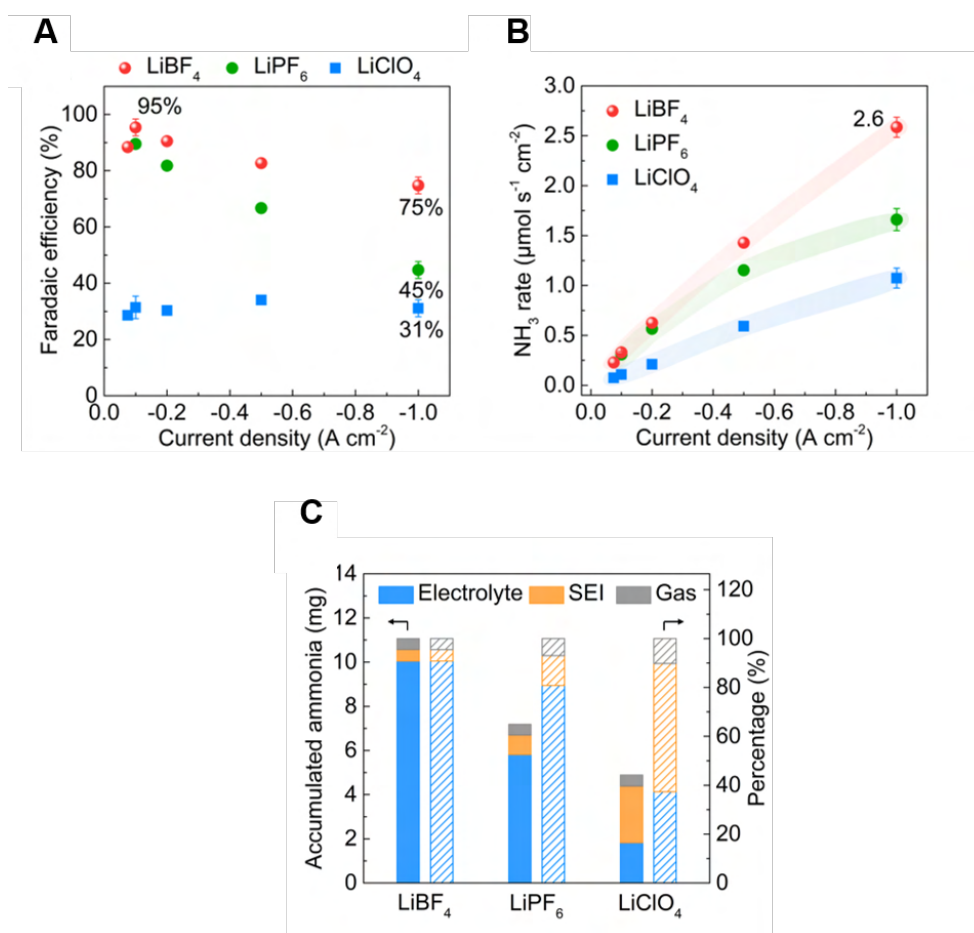 A
LiBF₄ LiPF₆ LiClO₄
Faradaic efficiency (%)
100
80
60
40
20
0
95%
75%
45%
31%
0.0 -0.2 -0.4 -0.6 -0.8 -1.0
Current density (A cm⁻²)
B
NH₃ rate (μmol s⁻¹ cm⁻²)
3.0
2.5
2.0
1.5
1.0
0.5
0.0
LiBF₄
LiPF₆
LiClO₄
2.6
0.0 -0.2 -0.4 -0.6 -0.8 -1.0
Current density (A cm⁻²)
C
Accumulated ammonia (mg)
14
12
10
8
6
4
2
0
Electrolyte SEI Gas
120
100
80
60
40
20
0
Percentage (%)
LiBF₄ LiPF₆ LiClO₄